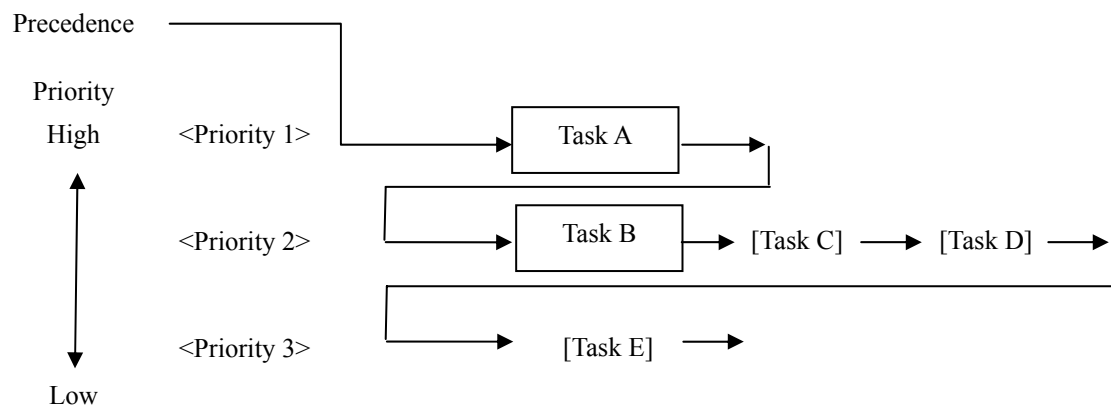 Precedence
Priority
High
<Priority 1>
Task A
<Priority 2>
Task B
[Task C]
[Task D]
<Priority 3>
[Task E]
Low